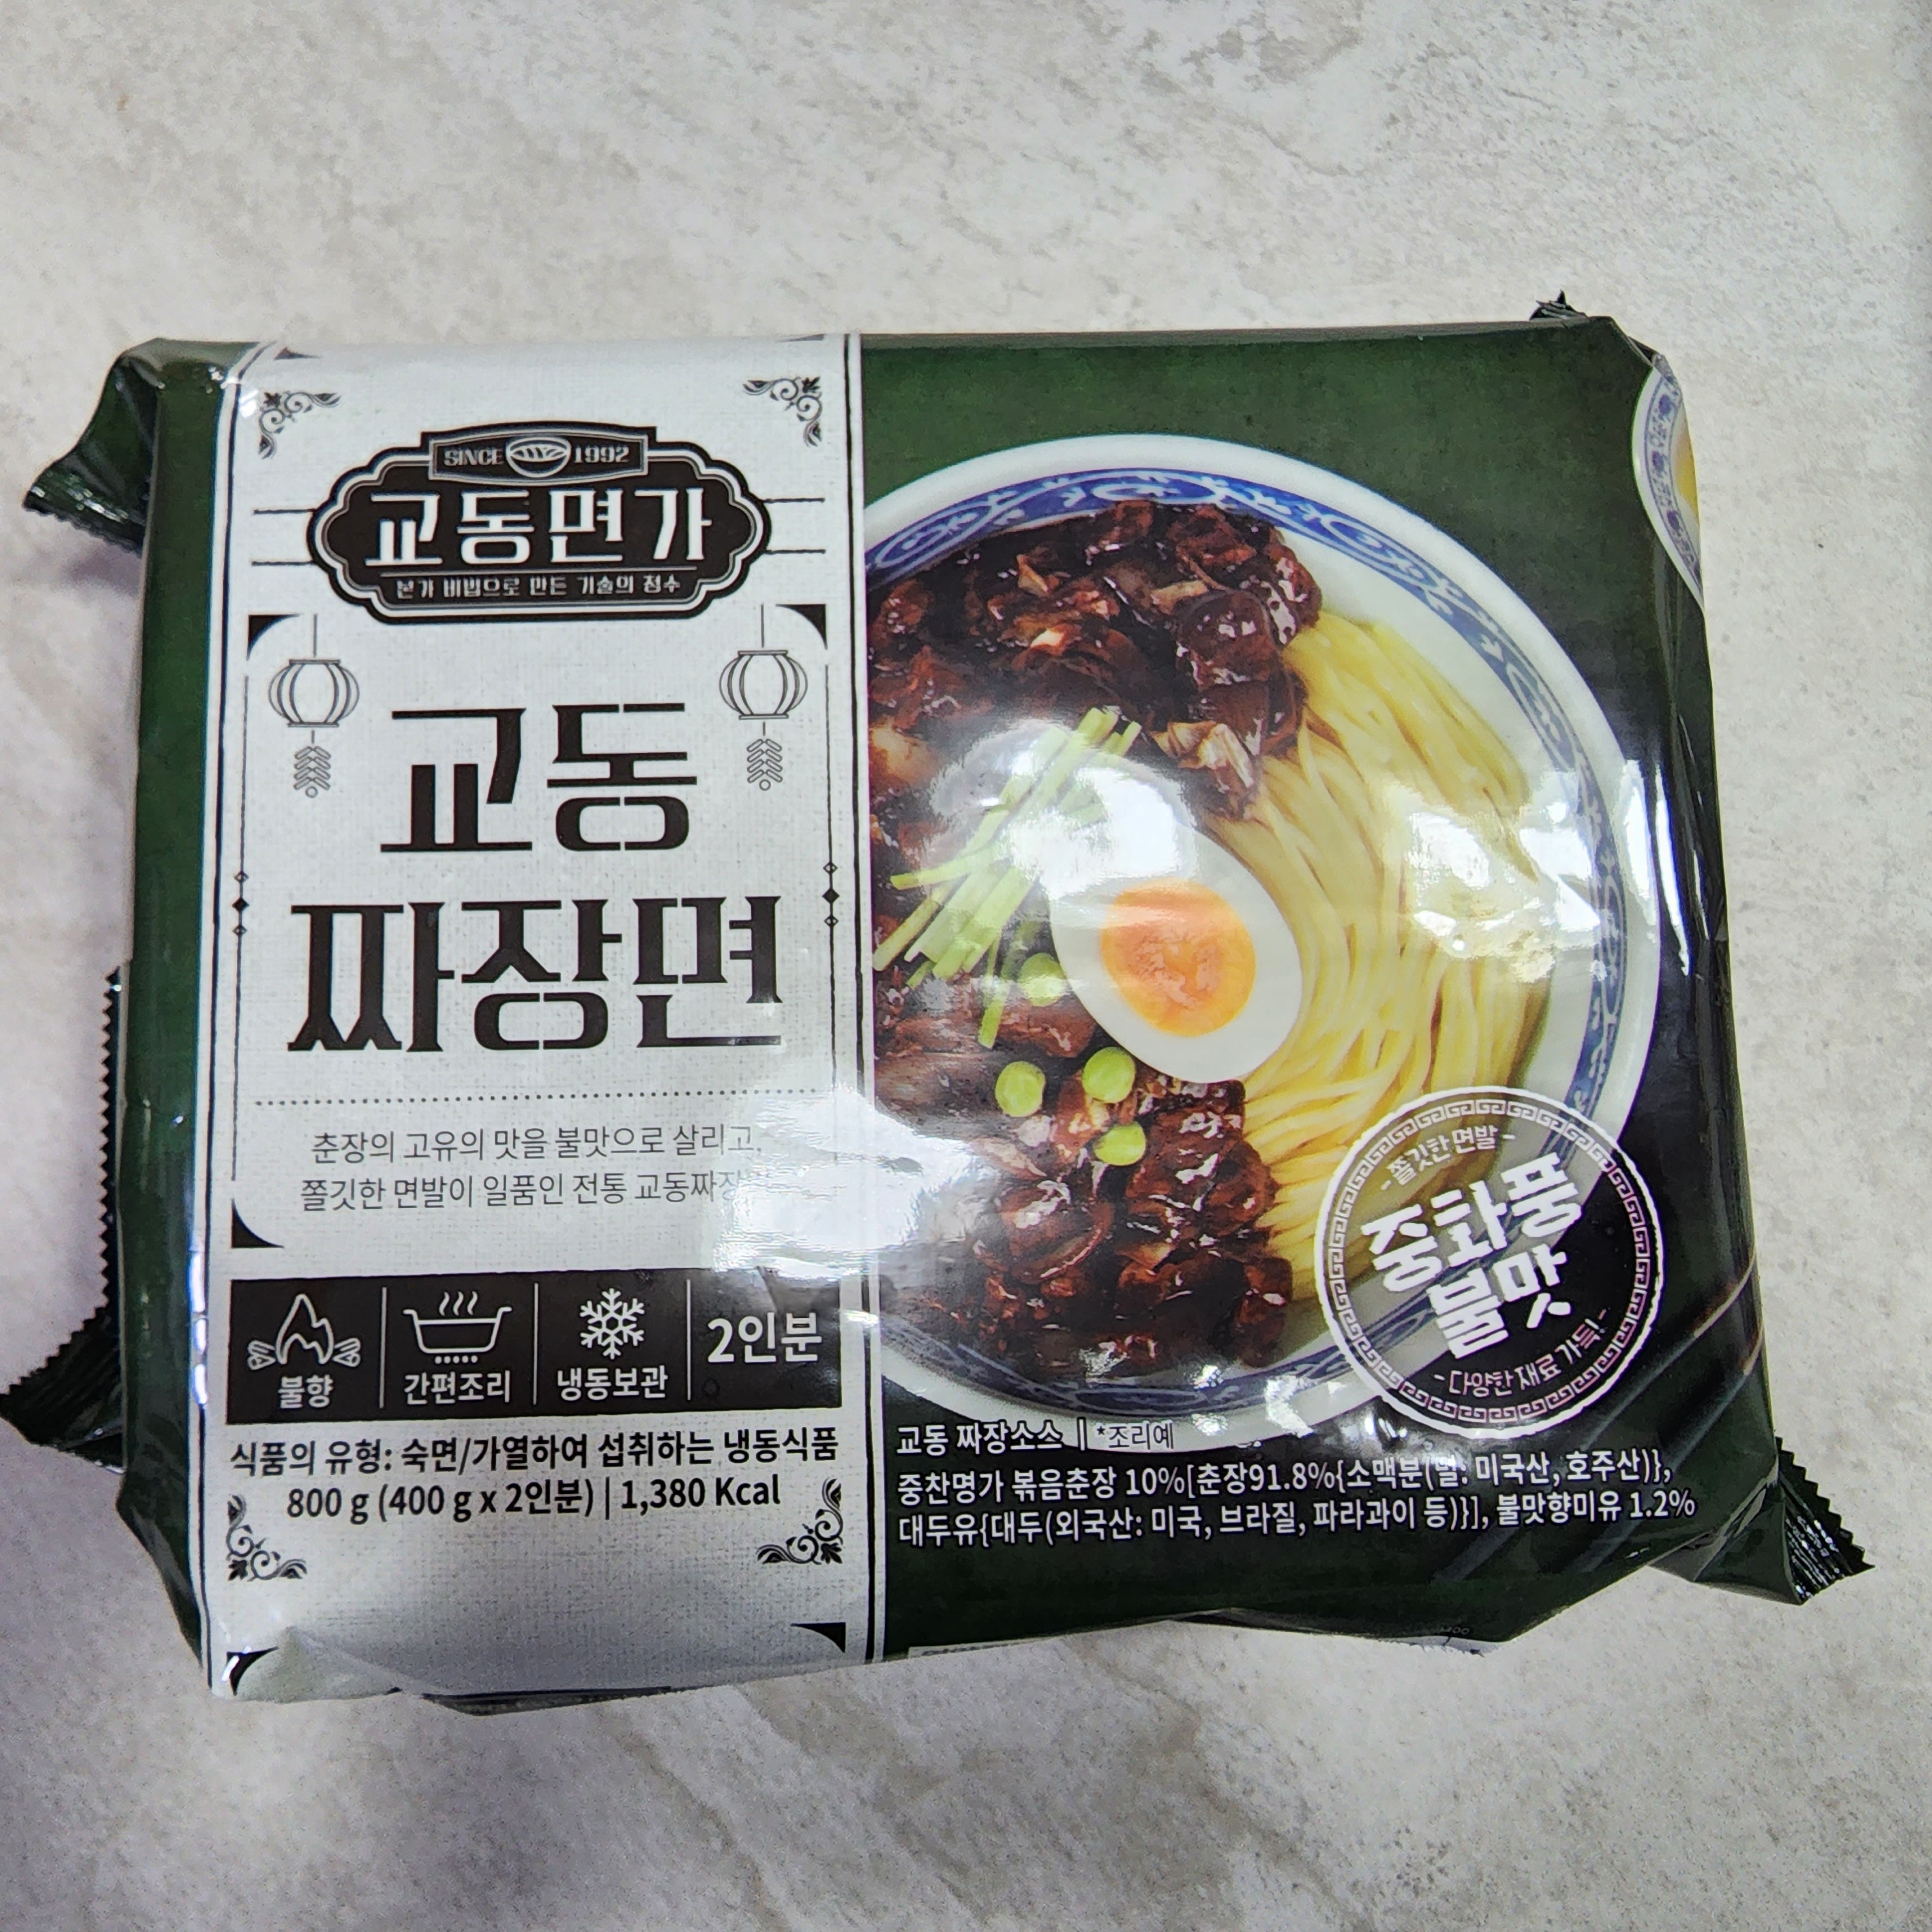 SINCE 1992
교동면가
본가 비법으로 만든 기술의 정수
교동
짜장면
춘장의 고유의 맛을 불맛으로 살리고,
쫄깃한 면발이 일품인 전통
불향
간편조리
냉동보관
2인분
식품의 유형: 숙면/가열하여 섭취하는 냉동식품
800 g (400 g x 2인분) | 1,380 Kcal
- 쫄깃한 면발 -
중화풍
불맛
- 다양한 재료 가득! -
교동 짜장소스 | *조리예
중찬명가 볶음춘장 10%[춘장91.8%{소맥분(밀: 미국산, 호주산)},
대두유{대두(외국산: 미국, 브라질, 파라과이 등)}], 불맛향미유 1.2%